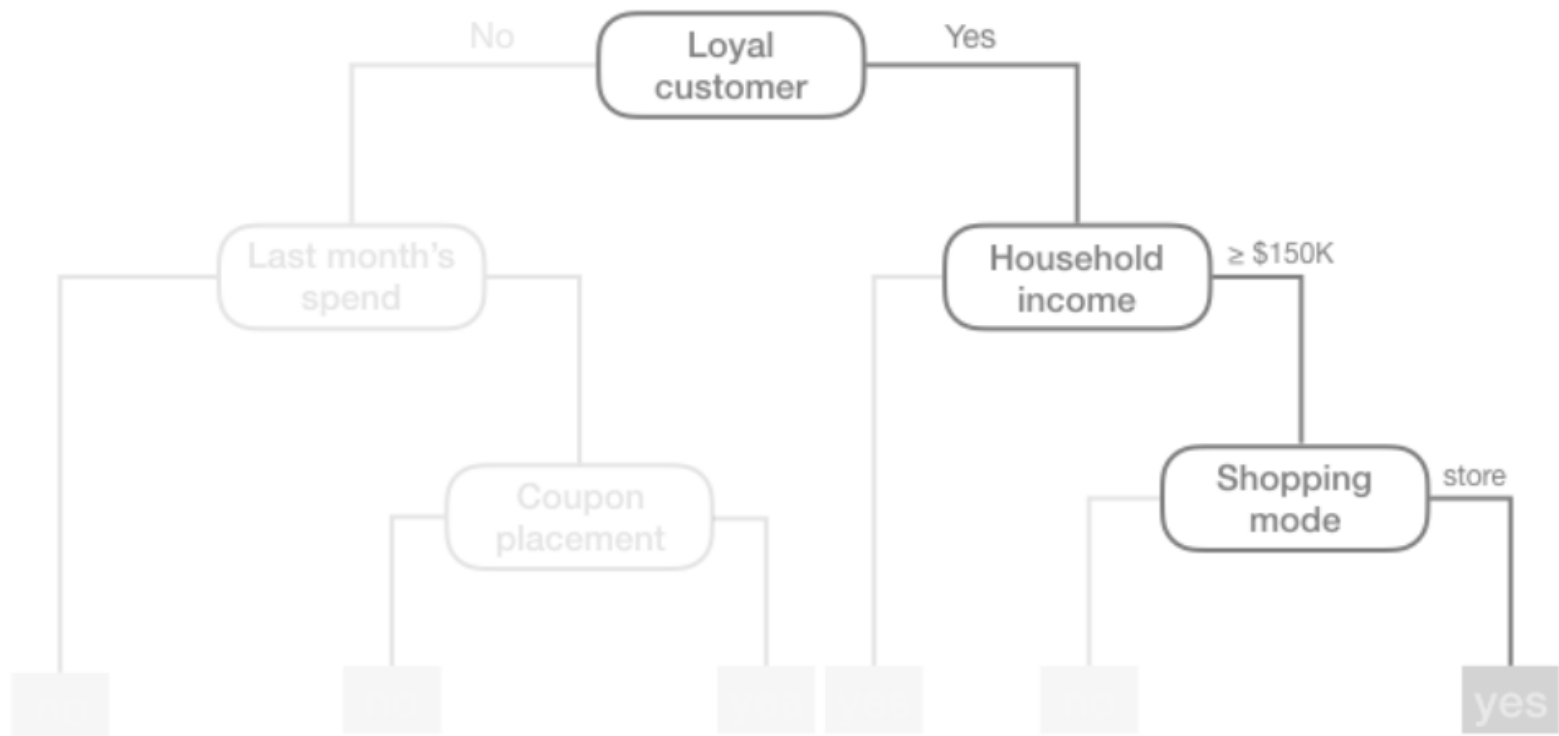 No
Loyal
customer
Yes
Last month's
spend
Household
income
≥ $150K
Coupon
placement
Shopping
mode
store
yes